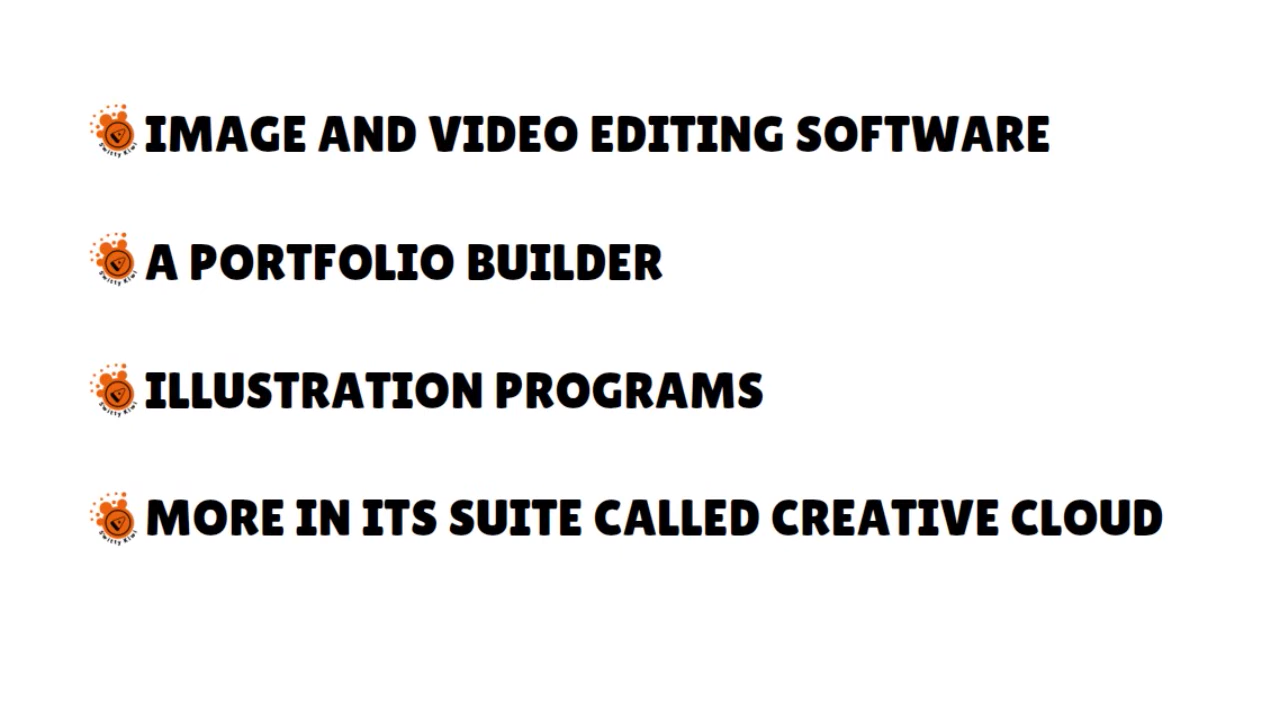 IMAGE AND VIDEO EDITING SOFTWARE
A PORTFOLIO BUILDER
ILLUSTRATION PROGRAMS
MORE IN ITS SUITE CALLED CREATIVE CLOUD